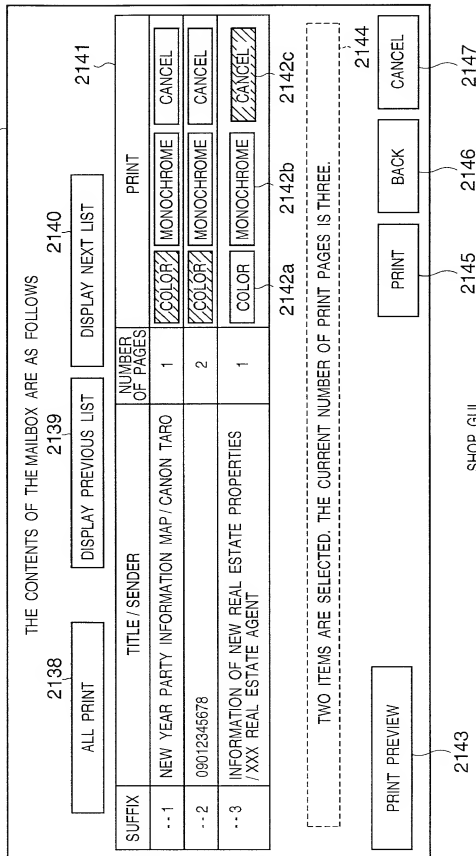 THE CONTENTS OF THE MAILBOX ARE AS FOLLOWS
2138
2139
2140
ALL PRINT
DISPLAY PREVIOUS LIST
DISPLAY NEXT LIST
2141
SUFFIX
TITLE / SENDER
NUMBER
OF PAGES
PRINT
--1
NEW YEAR PARTY INFORMATION MAP / CANON TARO
1
COLOR
MONOCHROME
CANCEL
--2
09012345678
2
COLOR
MONOCHROME
CANCEL
--3
INFORMATION OF NEW REAL ESTATE PROPERTIES
/ XXX REAL ESTATE AGENT
1
COLOR
MONOCHROME
CANCEL
2142a
2142b
2142c
TWO ITEMS ARE SELECTED. THE CURRENT NUMBER OF PRINT PAGES IS THREE.
2144
PRINT PREVIEW
PRINT
BACK
CANCEL
2143
2145
2146
2147
SHOP GUI